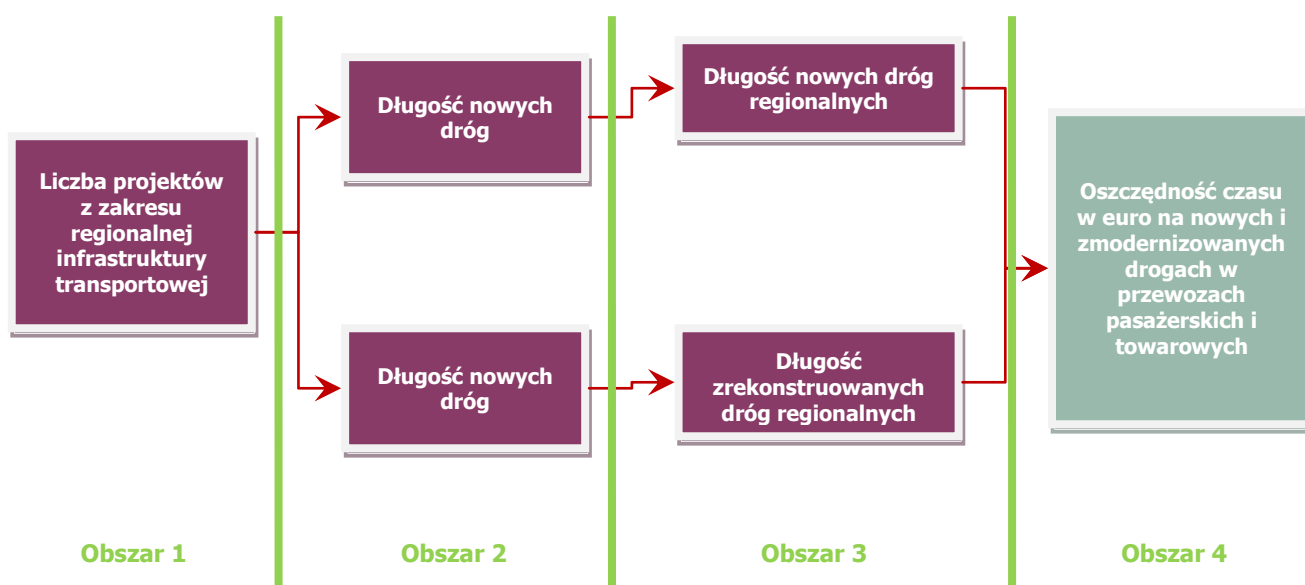 Liczba projektów
z zakresu
regionalnej
infrastruktury
transportowej
Długość nowych
dróg
Długość nowych
dróg
Długość nowych dróg
regionalnych
Długość
zrekonstruowanych
dróg regionalnych
Oszczędność czasu
w euro na nowych i
zmodernizowanych
drogach w
przewozach
pasażerskich i
towarowych
Obszar 1
Obszar 2
Obszar 3
Obszar 4